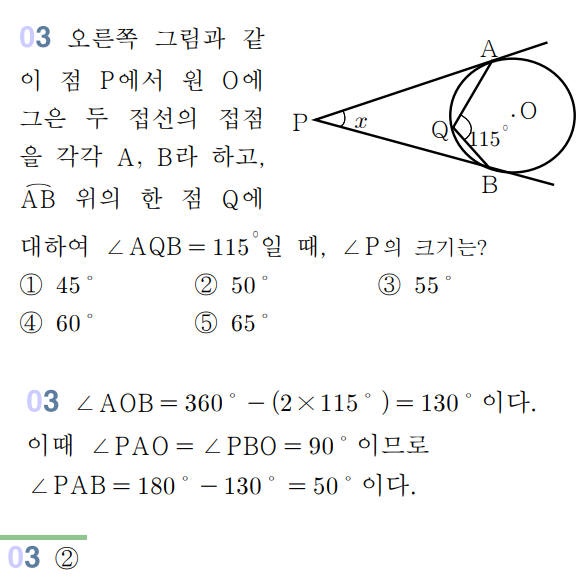 03 오른쪽 그림과 같
이 점 P에서 원 O에
그은 두 접선의 접점
을 각각 A, B라 하고,
AB 위의 한 점 Q에
대하여 ∠AQB=115°일 때, ∠P의 크기는?
① 45° ② 50° ③ 55°
④ 60° ⑤ 65°
A
P x
O
Q 115°
B
03 ∠AOB=360°-(2×115°)=130°이다.
이때 ∠PAO=∠PBO=90°이므로
∠PAB=180°-130°=50°이다.
03 ②